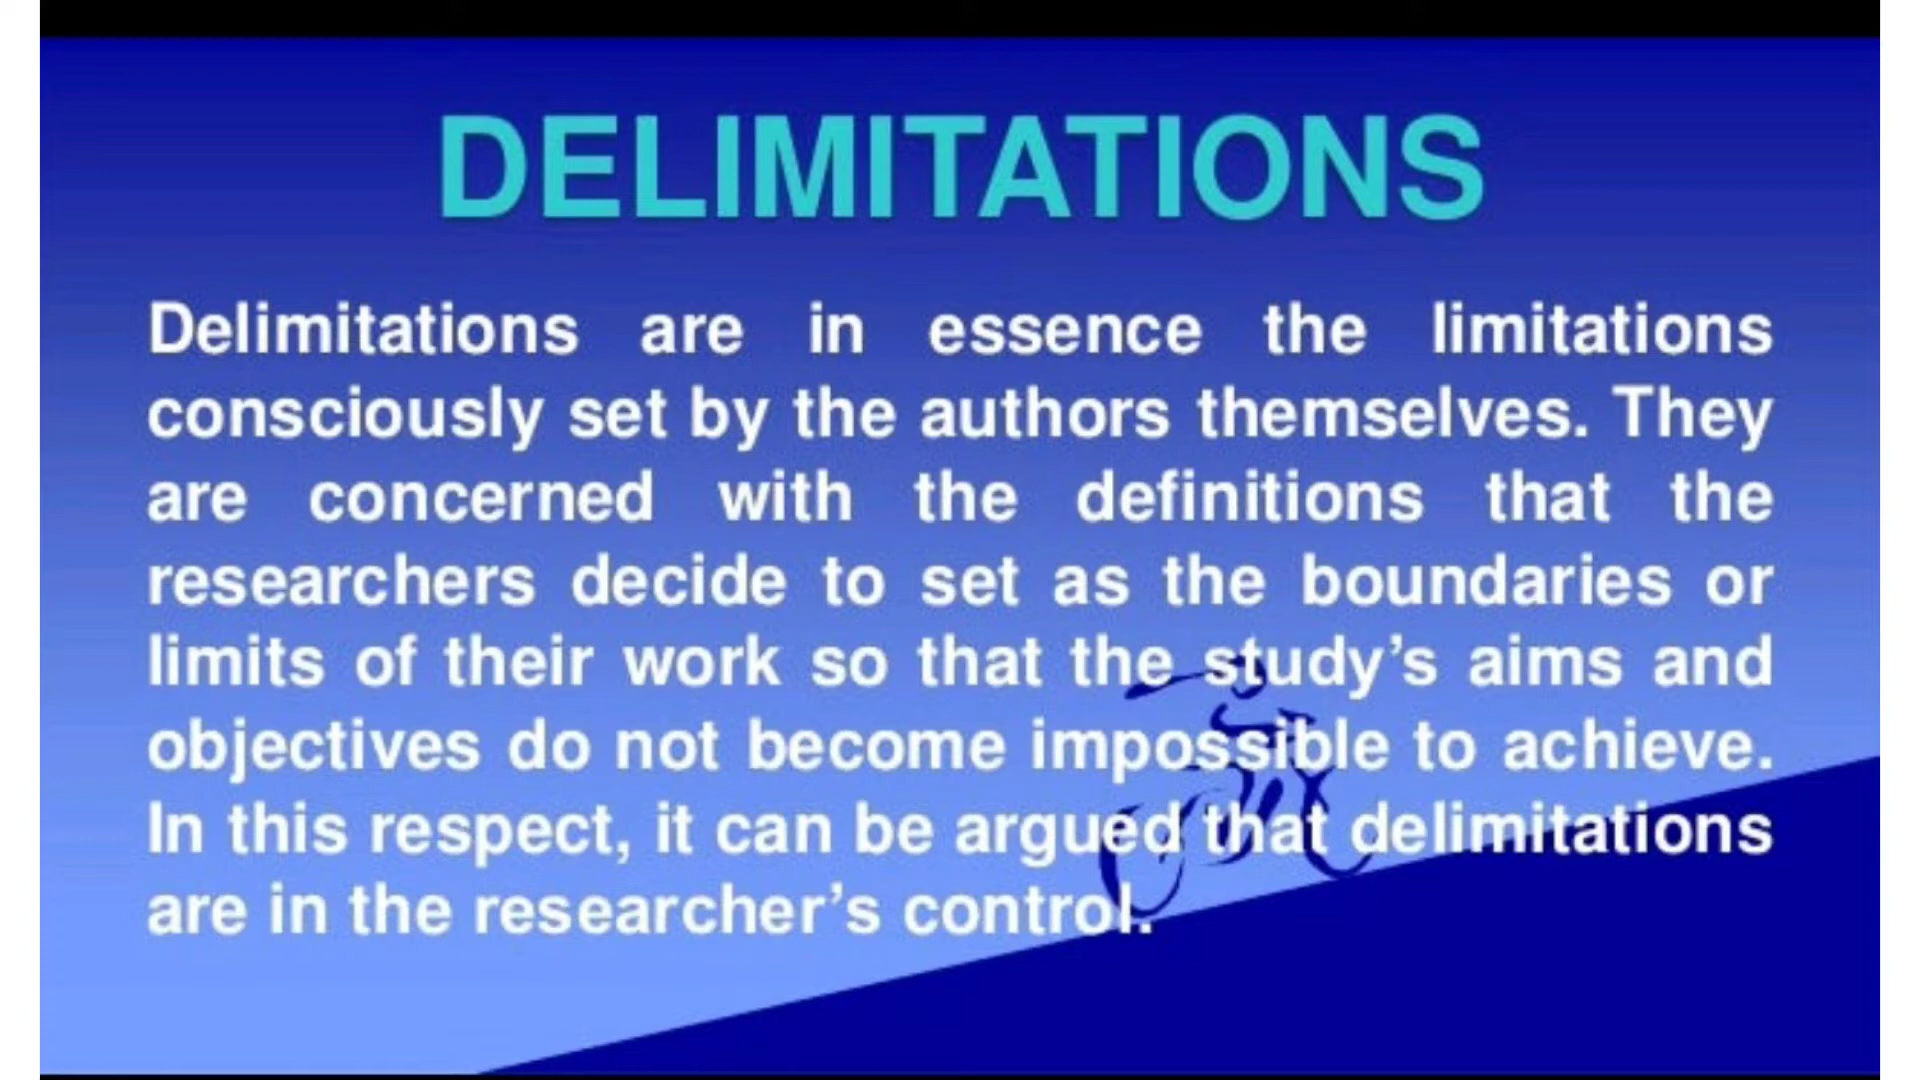 DELIMITATIONS
Delimitations are in essence the limitations
consciously set by the authors themselves. They
are concerned with the definitions that the
researchers decide to set as the boundaries or
limits of their work so that the study’s aims and
objectives do not become impossible to achieve.
In this respect, it can be argued that delimitations
are in the researcher’s control.